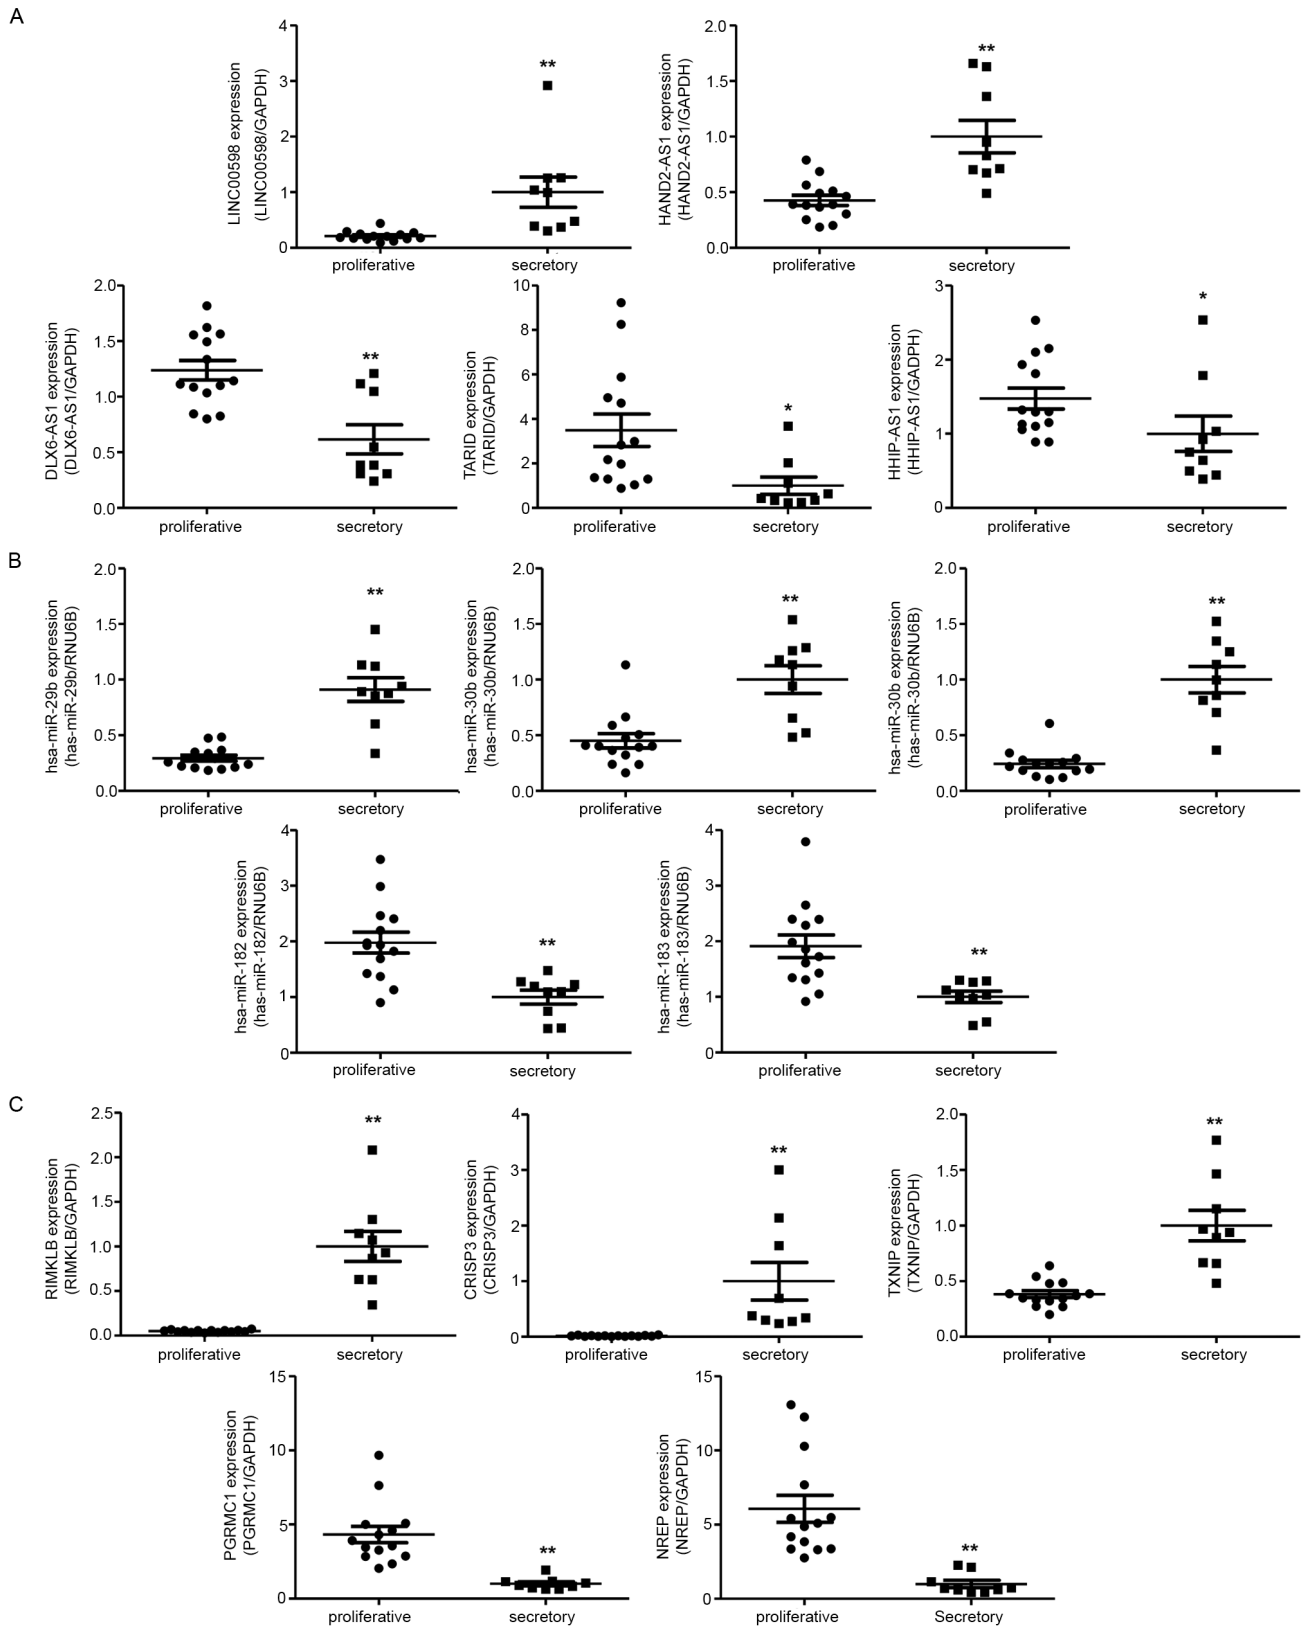 A
LINC00598 expression
(LINC00598/GAPDH)
4
3
2
1
0
**
proliferative
secretory
HAND2-AS1 expression
(HAND2-AS1/GAPDH)
2.0
1.5
1.0
0.5
0.0
**
proliferative
secretory
DLX6-AS1 expression
(DLX6-AS1/GAPDH)
2.0
1.5
1.0
0.5
0.0
**
proliferative
secretory
TARID expression
(TARID/GAPDH)
10
8
6
4
2
0
*
proliferative
secretory
HHIP-AS1 expression
(HHIP-AS1/GADPH)
3
2
1
0
*
proliferative
secretory
B
hsa-miR-29b expression
(has-miR-29b/RNU6B)
2.0
1.5
1.0
0.5
0.0
**
proliferative
secretory
hsa-miR-30b expression
(has-miR-30b/RNU6B)
2.0
1.5
1.0
0.5
0.0
**
proliferative
secretory
hsa-miR-30b expression
(has-miR-30b/RNU6B)
2.0
1.5
1.0
0.5
0.0
**
proliferative
secretory
hsa-miR-182 expression
(has-miR-182/RNU6B)
4
3
2
1
0
**
proliferative
secretory
hsa-miR-183 expression
(has-miR-183/RNU6B)
4
3
2
1
0
**
proliferative
secretory
C
RIMKLB expression
(RIMKLB/GAPDH)
2.5
2.0
1.5
1.0
0.5
0.0
**
proliferative
secretory
CRISP3 expression
(CRISP3/GAPDH)
4
3
2
1
0
**
proliferative
secretory
TXNIP expression
(TXNIP/GAPDH)
2.0
1.5
1.0
0.5
0.0
**
proliferative
secretory
PGRMC1 expression
(PGRMC1/GAPDH)
15
10
5
0
**
proliferative
secretory
NREP expression
(NREP/GAPDH)
15
10
5
0
**
proliferative
Secretory